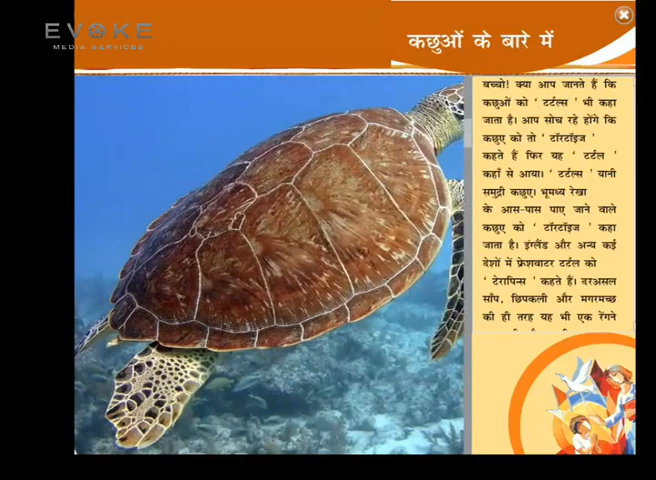 EVOKE
MEDIA SERVICES
कछुओं के बारे में
बच्चो! क्या आप जानते हैं कि
कछुओं को ' टर्टल्स ' भी कहा
जाता है। आप सोच रहे होंगे कि
कछुए को तो ' टॉरटॉइज '
कहते हैं फिर यह ' टर्टल '
कहाँ से आया। ' टर्टल्स ' यानी
समुद्री कछुए। भूमध्य रेखा
के आस-पास पाए जाने वाले
कछुए को ' टॉरटॉइज ' कहा
जाता है। इंग्लैंड और अन्य कई
देशों में फ्रेशवाटर टर्टल को
' टेरापिन्स ' कहते हैं। दरअसल
साँप, छिपकली और मगरमच्छ
की ही तरह यह भी एक रेंगने